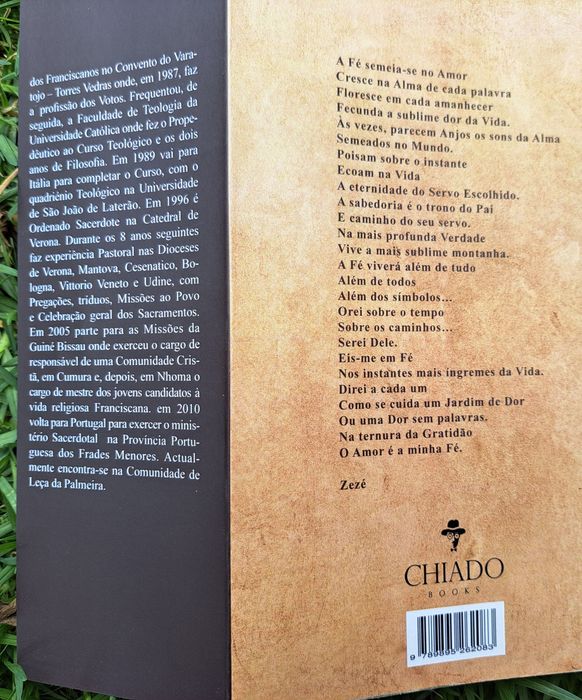 dos Franciscanos no Convento do Vara-
tojo – Torres Vedras onde, em 1987, faz
a profissão dos Votos. Frequentou, de
seguida, a Faculdade de Teologia da
Universidade Católica onde fez o Prope-
dêutico ao Curso Teológico e os dois
anos de Filosofia. Em 1989 vai para
Itália para completar o Curso, com o
quadriénio Teológico na Universidade
de São João de Laterão. Em 1996 é
Ordenado Sacerdote na Catedral de
Verona. Durante os 8 anos seguintes
faz experiência Pastoral nas Dioceses
de Verona, Mantova, Cesenatico, Bo-
logna, Vittorio Veneto e Udine, com
Pregações, tríduos, Missões ao Povo
e Celebração geral dos Sacramentos.
Em 2005 parte para as Missões da
Guiné Bissau onde exerceu o cargo de
responsável de uma Comunidade Cris-
tã, em Cumura e, depois, em Nhoma o
cargo de mestre dos jovens candidatos à
vida religiosa Franciscana. em 2010
volta para Portugal para exercer o minis-
tério Sacerdotal na Província Portu-
guesa dos Frades Menores. Actual-
mente encontra-se na Comunidade de
Leça da Palmeira.
A Fé semeia-se no Amor
Cresce na Alma de cada palavra
Floresce em cada amanhecer
Fecunda a sublime dor da Vida.
Às vezes, parecem Anjos os sons da Alma
Semeados no Mundo.
Poisam sobre o instante
Ecoam na Vida
A eternidade do Servo Escolhido.
A sabedoria é o trono do Pai
E caminho do seu servo.
Na mais profunda Verdade
Vive a mais sublime montanha.
A Fé viverá além de tudo
Além de todos
Além dos símbolos...
Orei sobre o tempo
Sobre os caminhos...
Serei Dele.
Eis-me em Fé
Nos instantes mais ingremes da Vida.
Direi a cada um
Como se cuida um Jardim de Dor
Ou uma Dor sem palavras.
Na ternura da Gratidão
O Amor é a minha Fé.
Zezé
CHIADO
BOOKS
9 789895 262083